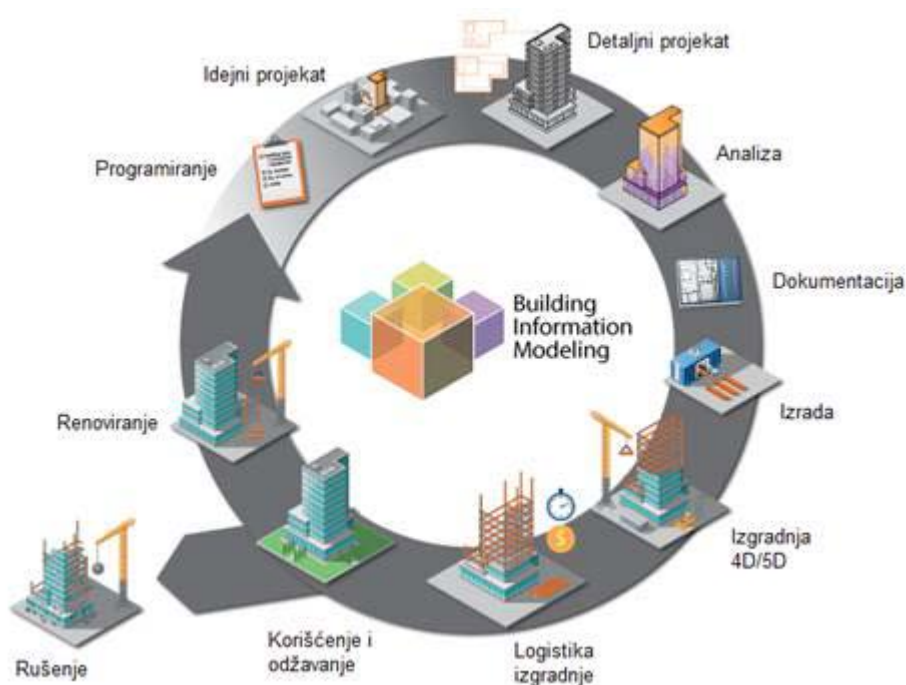 Detaljni projekat
Idejni projekat
Programiranje
Analiza
Dokumentacija
Building
Information
Modeling
Izrada
Renoviranje
Izgradnja
4D/5D
$
Korišćenje i
održavanje
Logistika
izgradnje
Rušenje